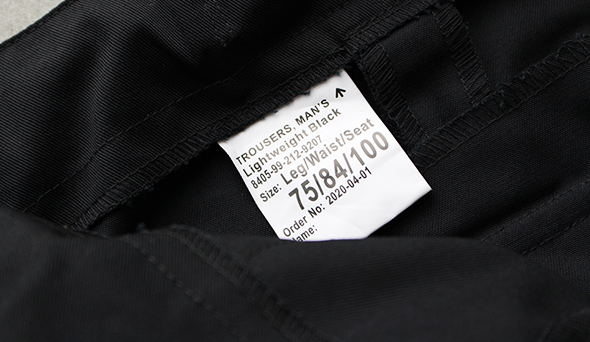 TROUSERS, MAN'S
Lightweight Black
8405-99-212-9207
Size: Leg/Waist/Seat
75/84/100
Order No: 2020-04-01
Name: